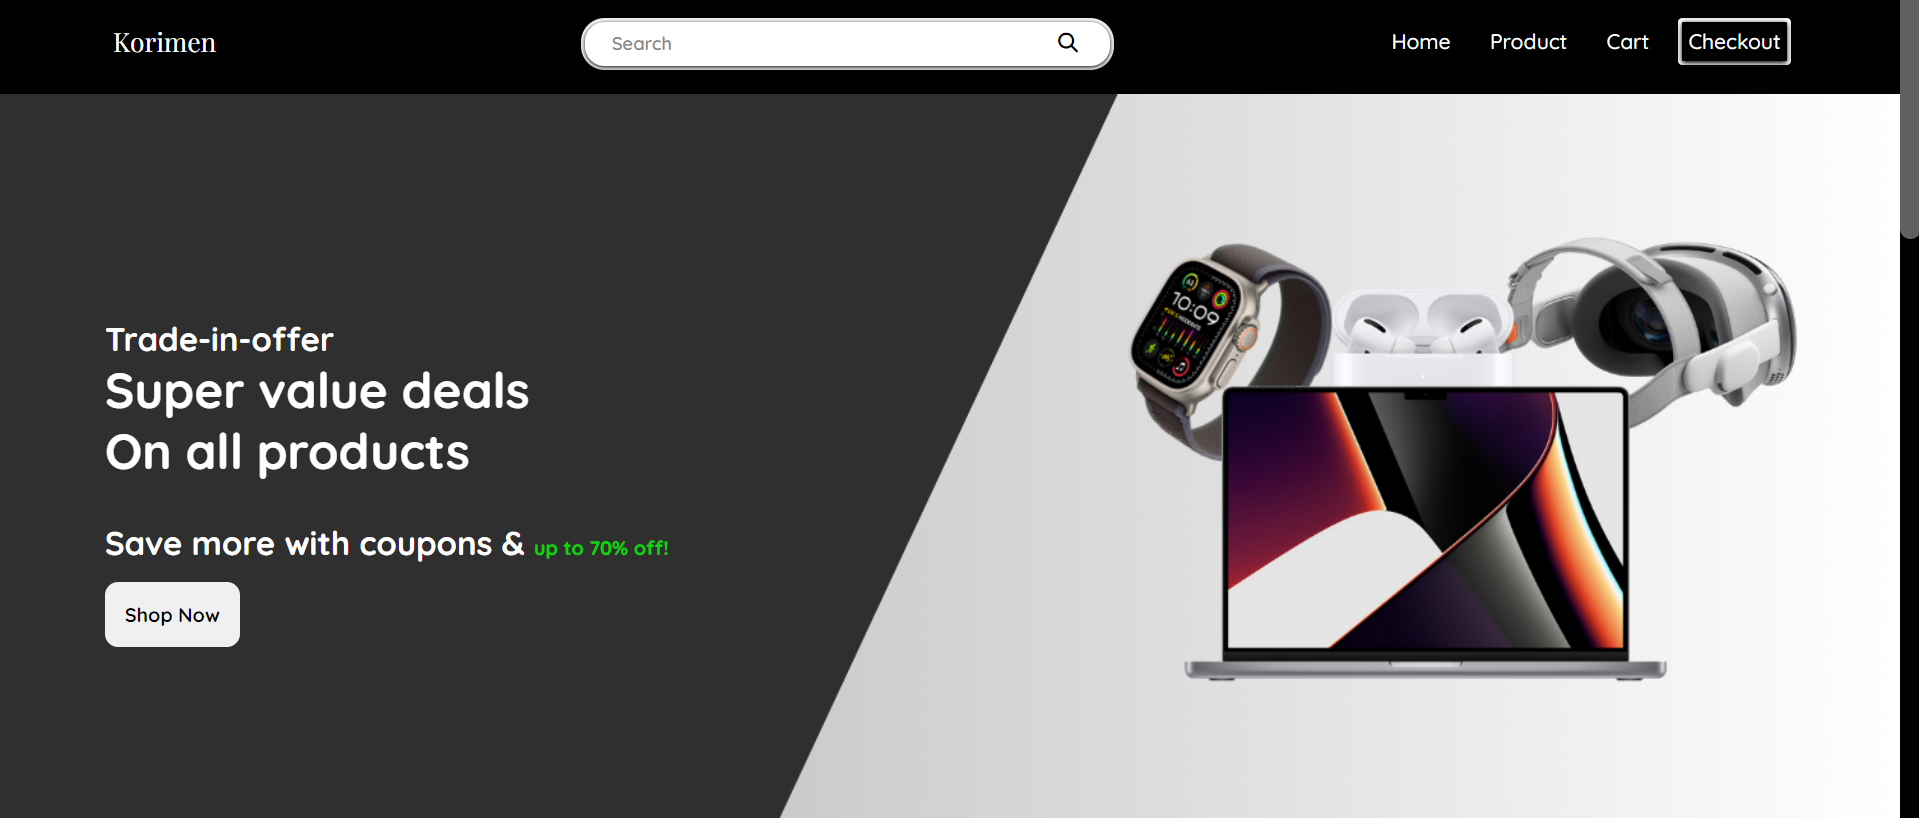 Korimen
Search
Home Product Cart Checkout
Trade-in-offer
Super value deals
On all products
Save more with coupons & up to 70% off!
Shop Now
10:09